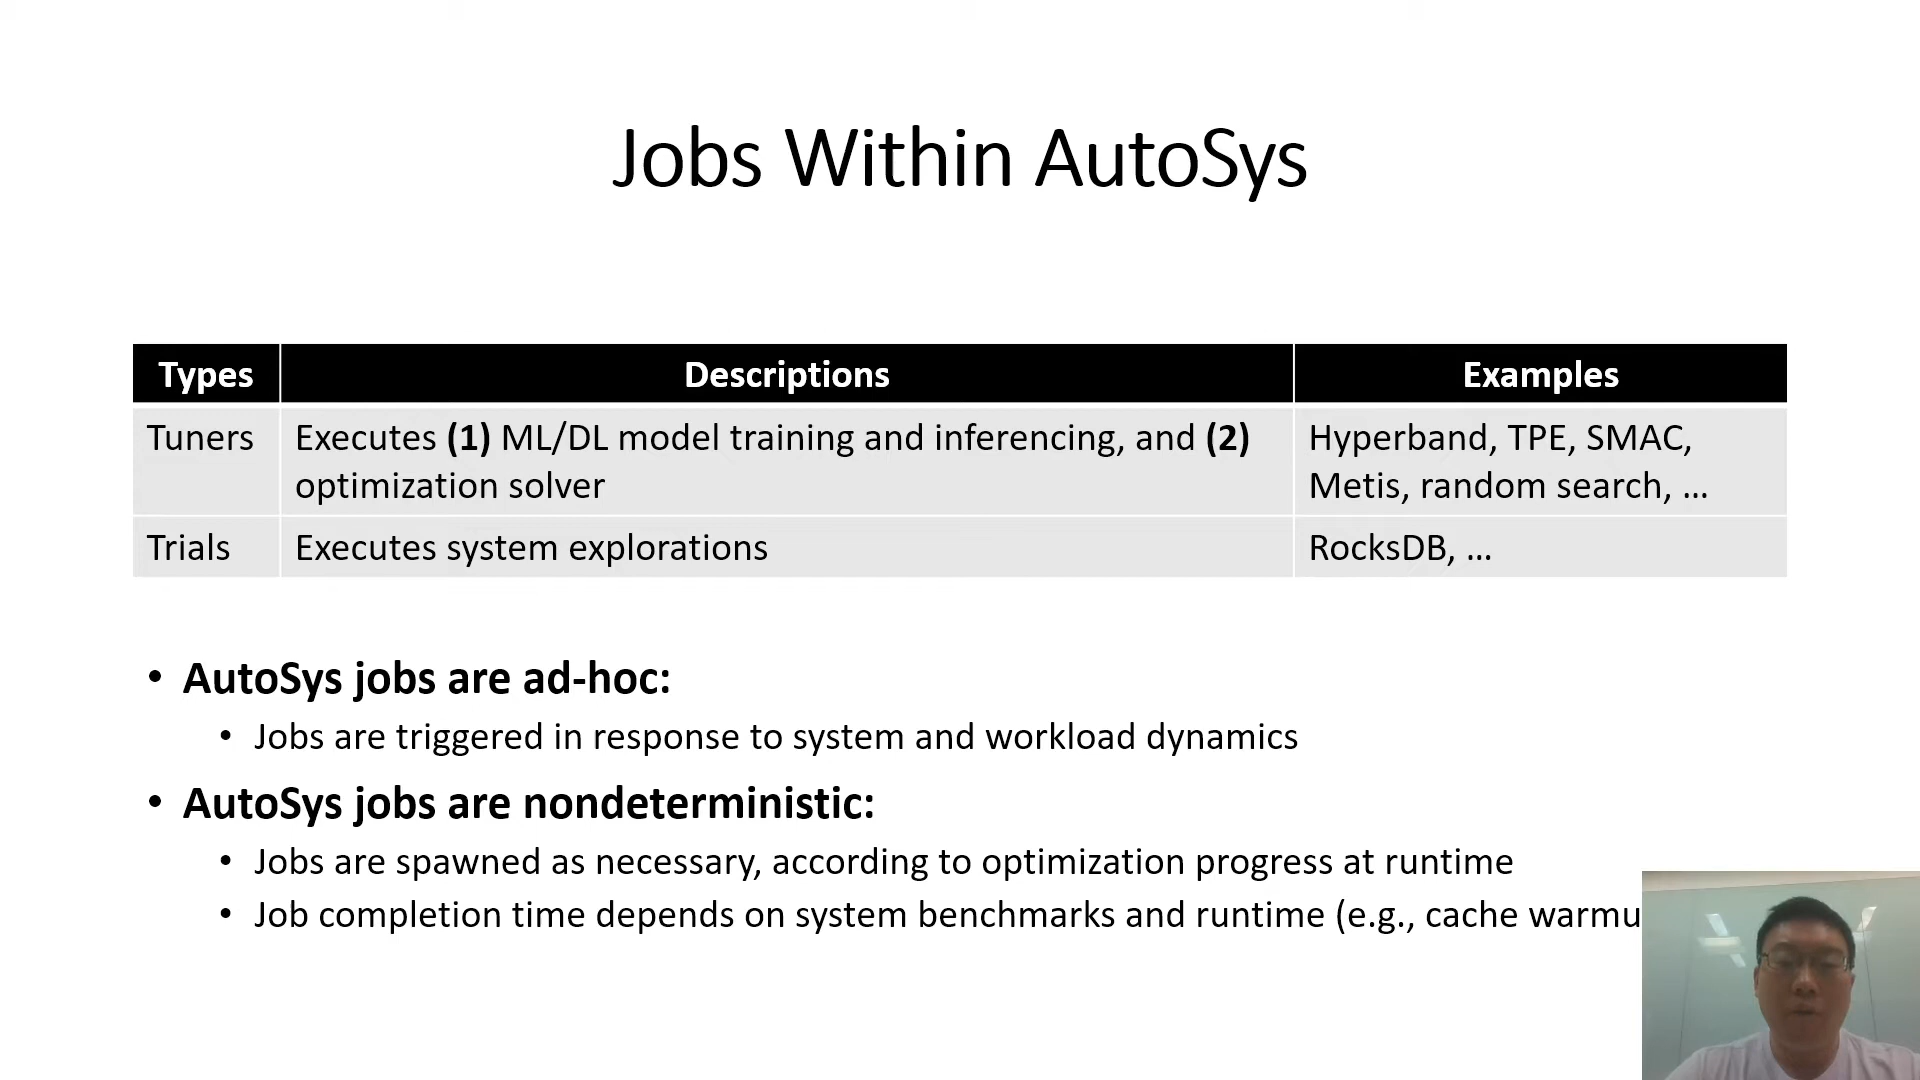 Jobs Within AutoSys
Types Descriptions Examples
Tuners Executes (1) ML/DL model training and inferencing, and (2) optimization solver Hyperband, TPE, SMAC, Metis, random search, ...
Trials Executes system explorations RocksDB, ...
• AutoSys jobs are ad-hoc:
• Jobs are triggered in response to system and workload dynamics
• AutoSys jobs are nondeterministic:
• Jobs are spawned as necessary, according to optimization progress at runtime
• Job completion time depends on system benchmarks and runtime (e.g., cache warmu